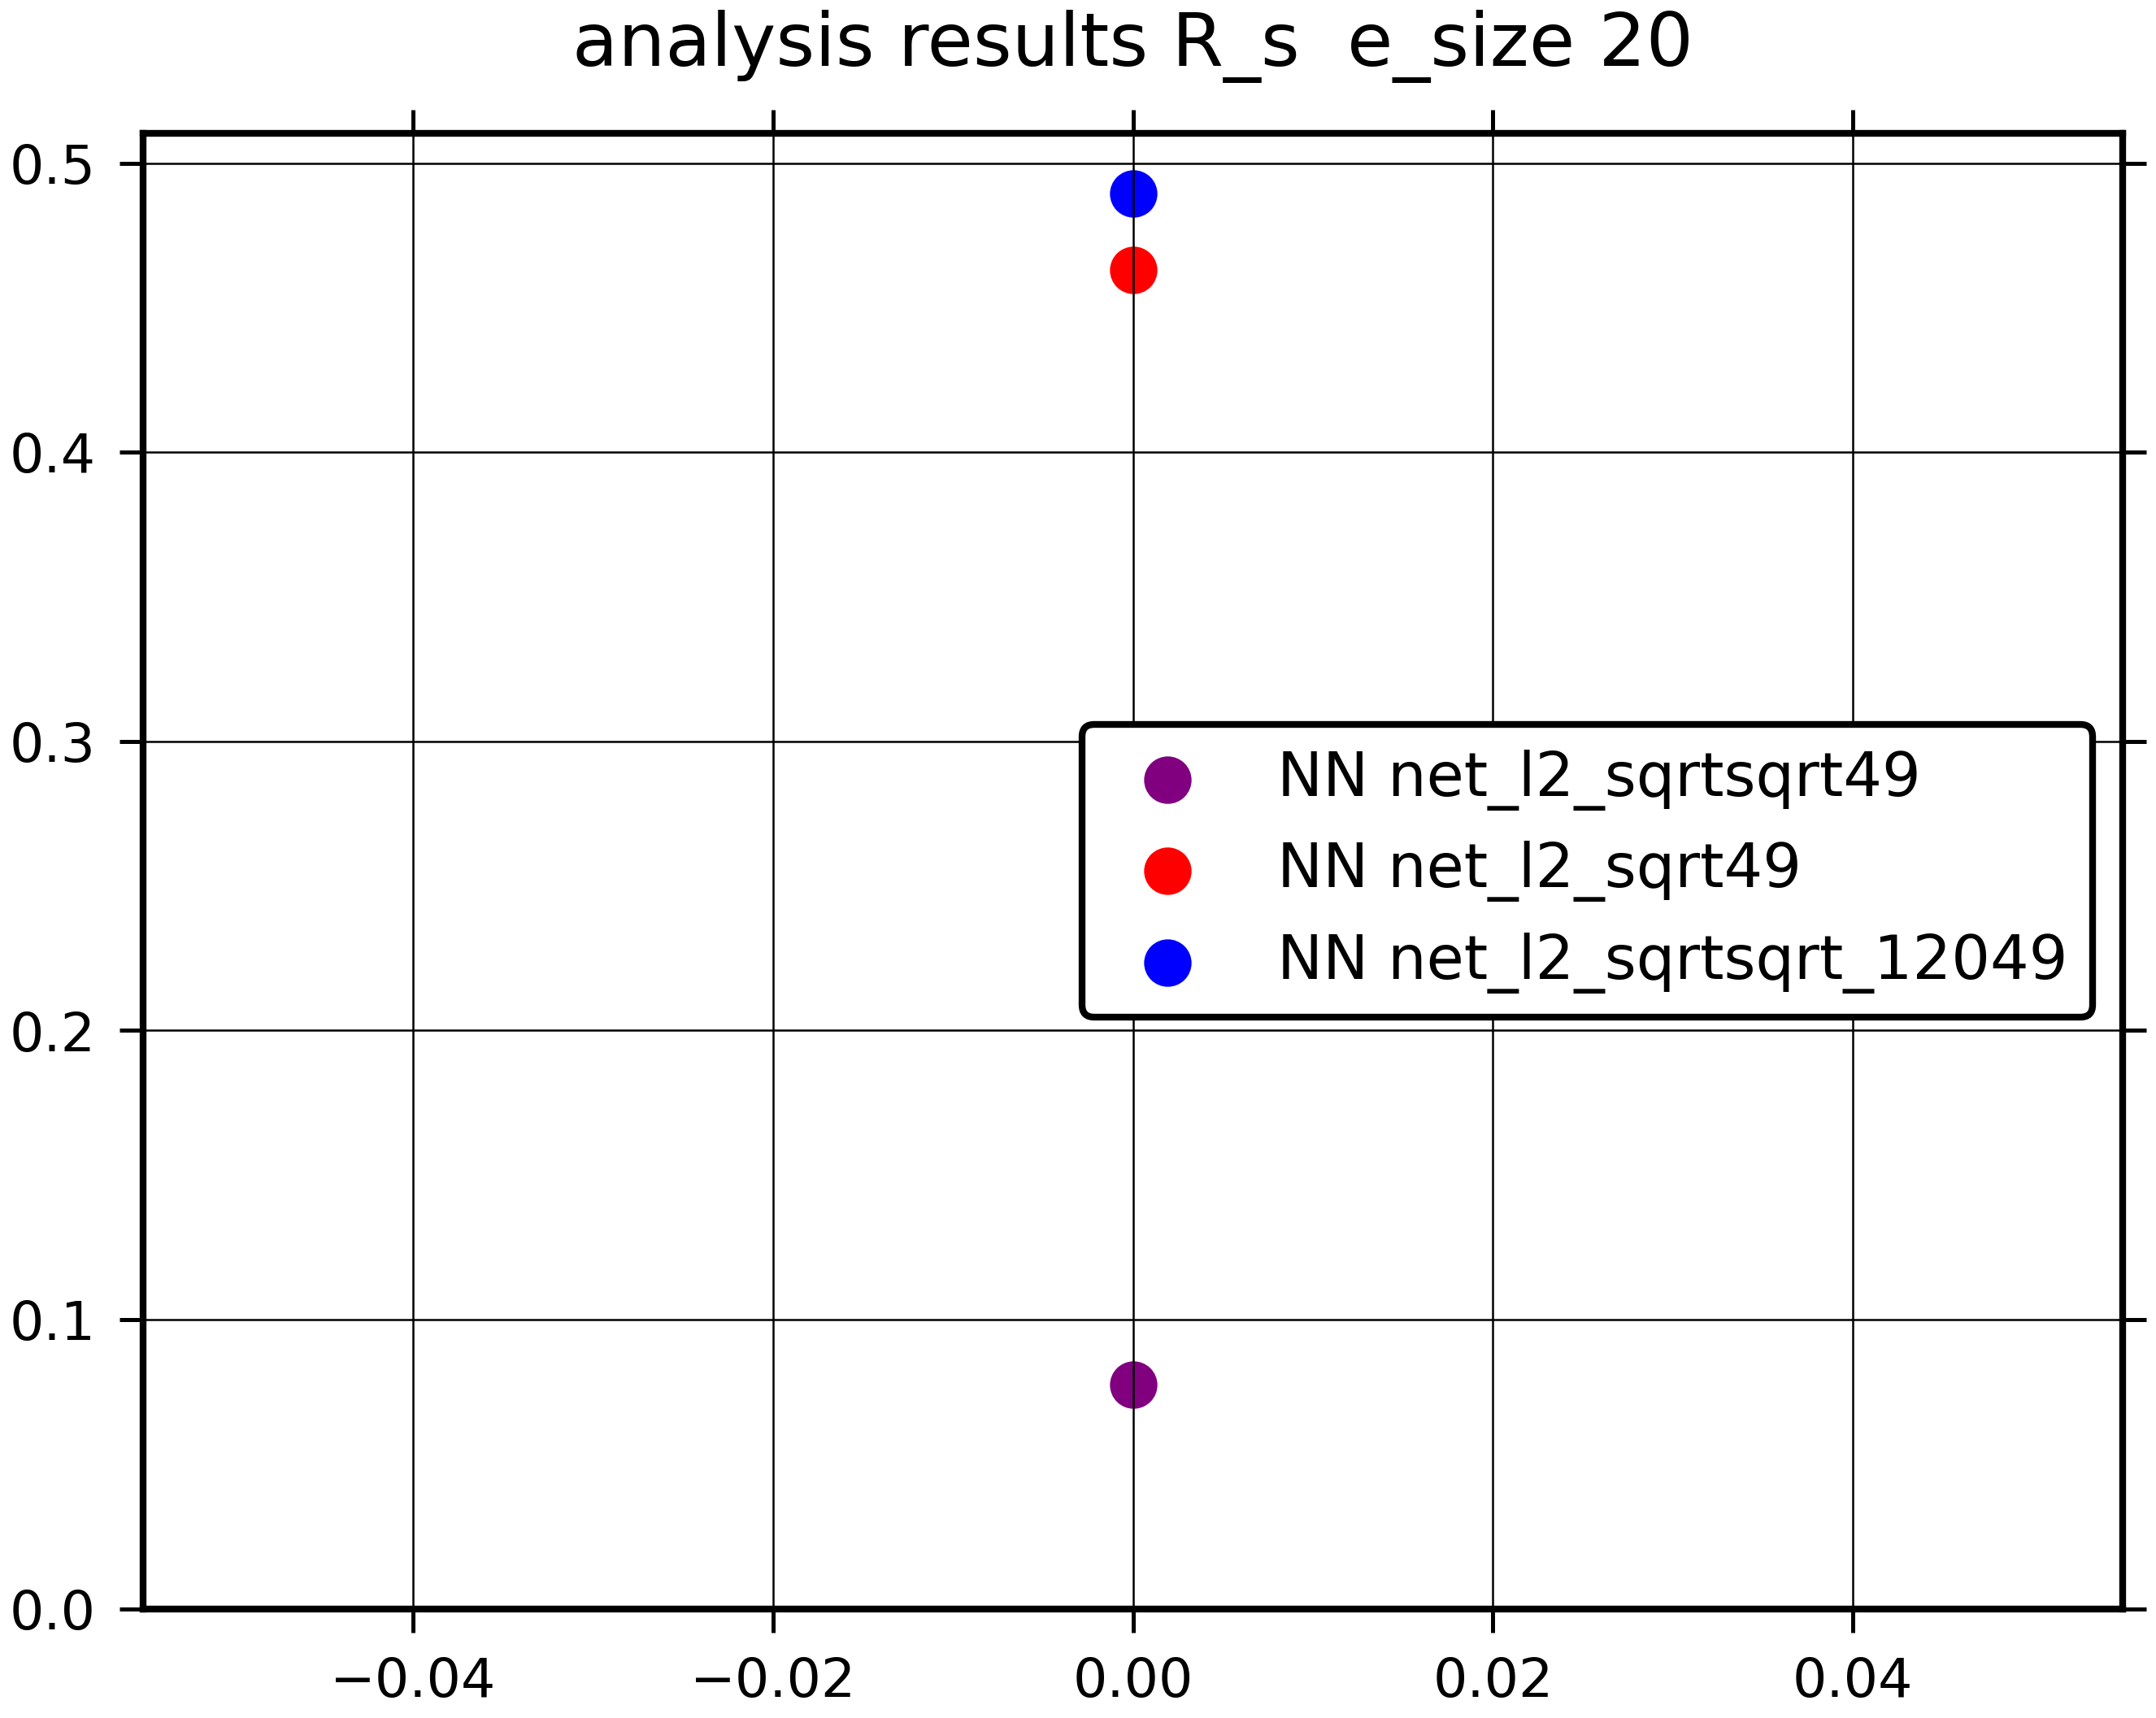 analysis results R_s  e_size 20
0.5
0.4
0.3
0.2
0.1
0.0
NN net_l2_sqrtsqrt49
NN net_l2_sqrt49
NN net_l2_sqrtsqrt_12049
−0.04 −0.02 0.00 0.02 0.04